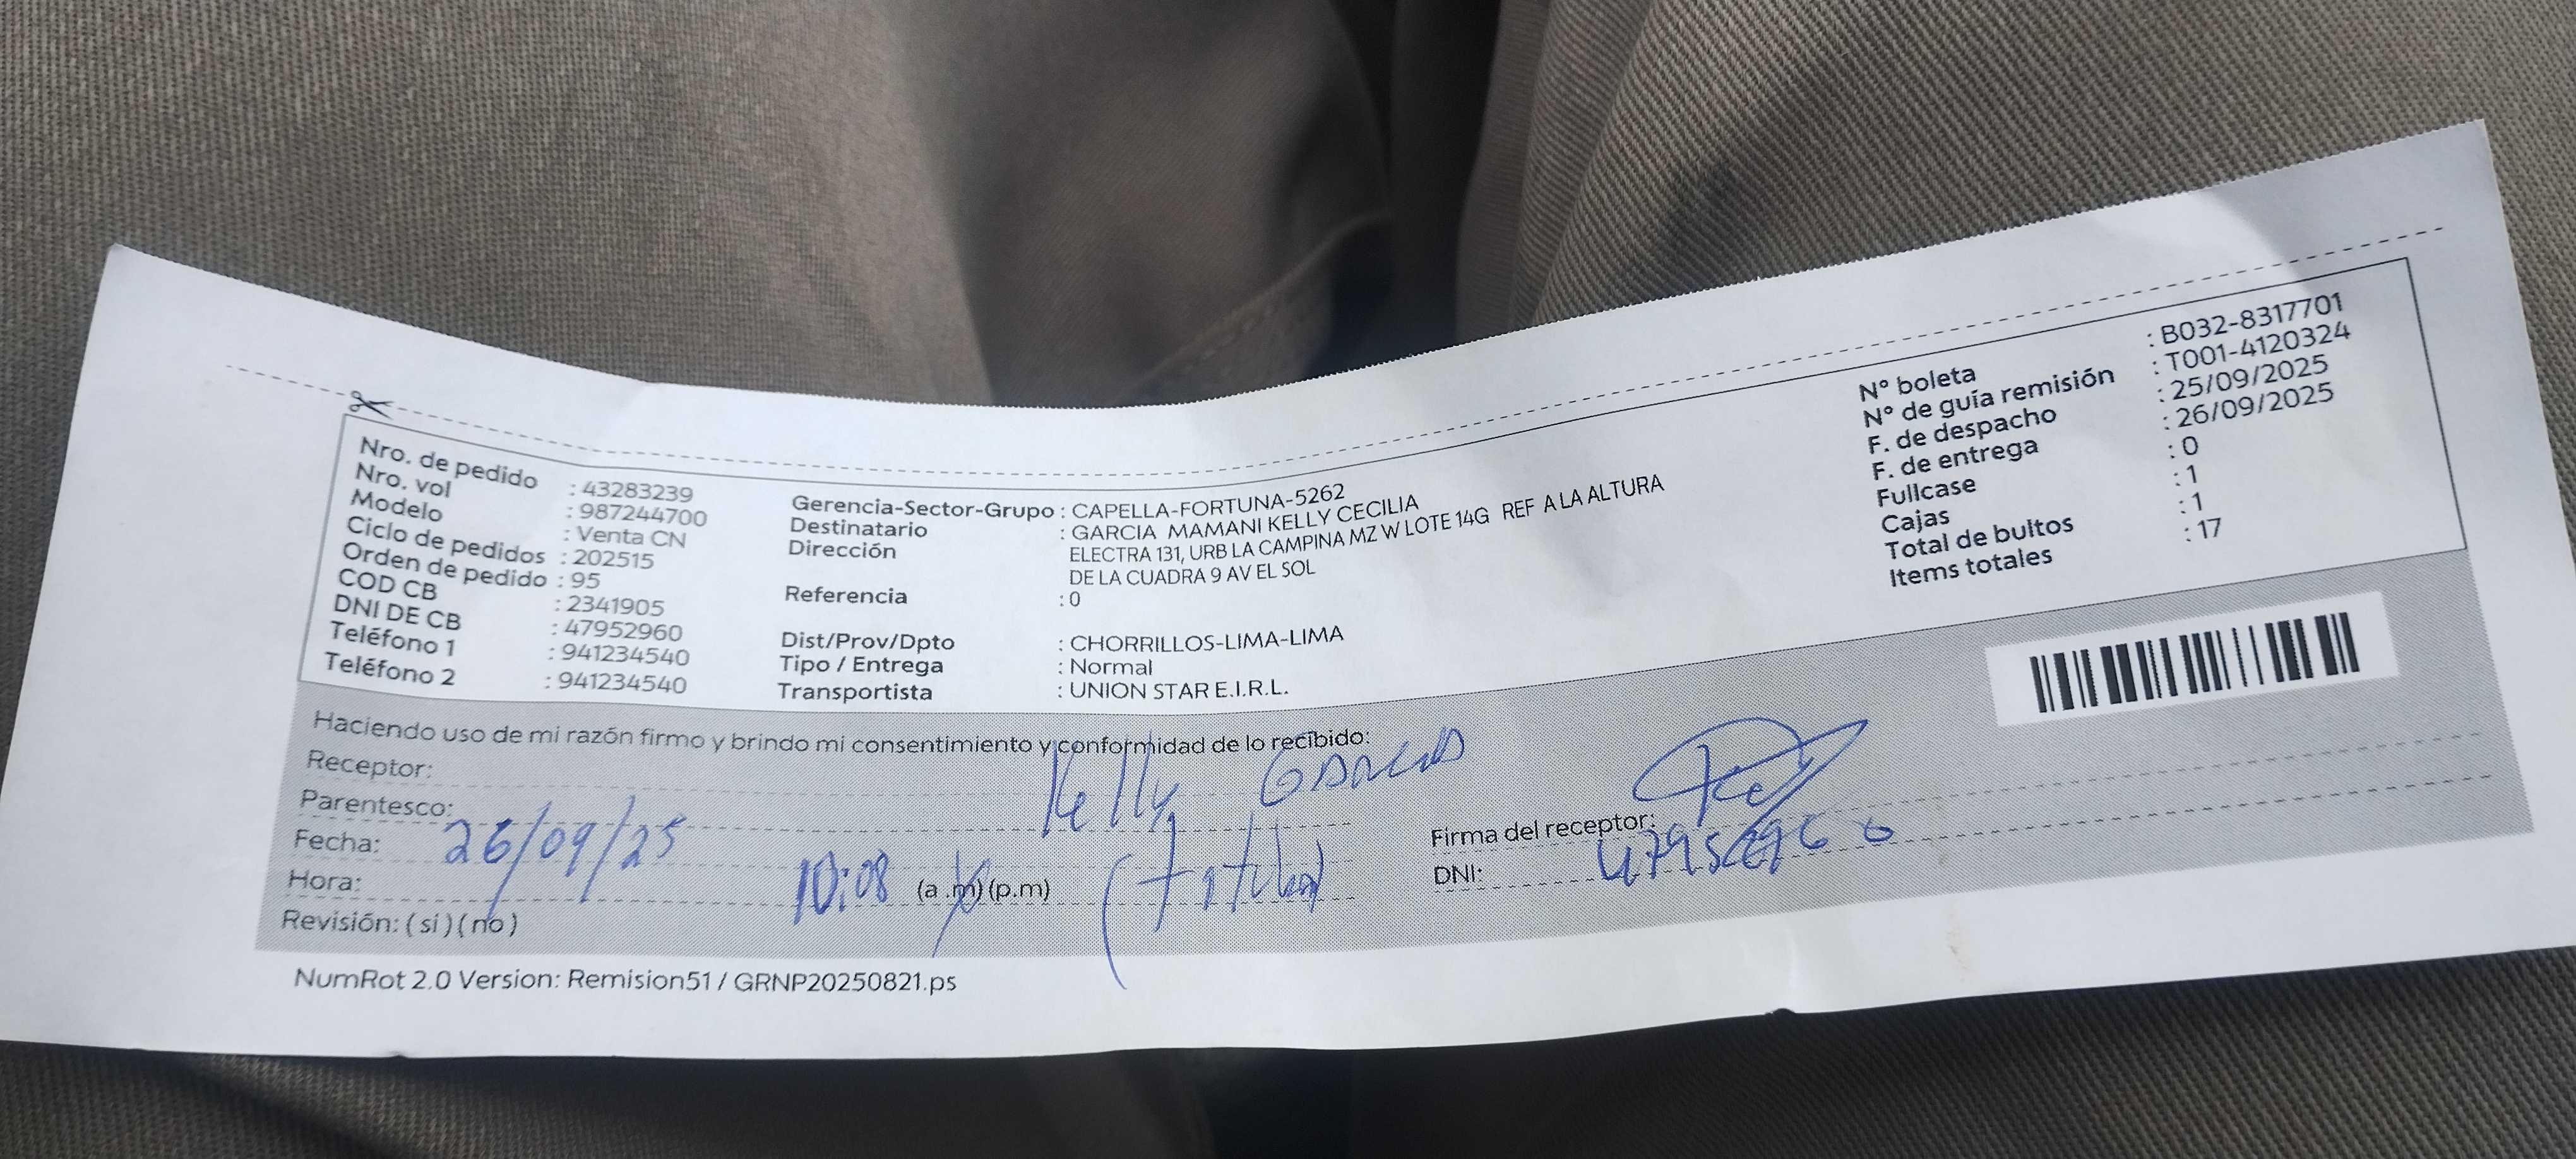 Nro. de pedido : 43283239
Nro. vol : 987244700
Modelo : Venta CN
Ciclo de pedidos : 202515
Orden de pedido : 95
COD CB : 2341905
DNI DE CB : 47952960
Teléfono 1 : 941234540
Teléfono 2 : 941234540
Gerencia-Sector-Grupo : CAPELLA-FORTUNA-5262
Destinatario : GARCIA MAMANI KELLY CECILIA
Dirección : ELECTRA 131, URB LA CAMPINA MZ W LOTE 14G REF A LA ALTURA
DE LA CUADRA 9 AV EL SOL
Referencia : 0
Dist/Prov/Dpto : CHORRILLOS-LIMA-LIMA
Tipo / Entrega : Normal
Transportista : UNION STAR E.I.R.L.
N° boleta : B032-8317701
N° de guía remisión : T001-4120324
F. de despacho : 25/09/2025
F. de entrega : 26/09/2025
Fullcase : 0
Cajas : 1
Total de bultos : 1
Items totales : 17
Haciendo uso de mi razón firmo y brindo mi consentimiento y conformidad de lo recibido:
Receptor: Kelly Garcia
Parentesco:
Fecha: 26/09/25
Hora: 10:08 (a.m) (p.m)
Revisión: (si) (no)
Firma del receptor:
DNI: 47952960
NumRot 2.0 Version: Remision51 / GRNP20250821.ps